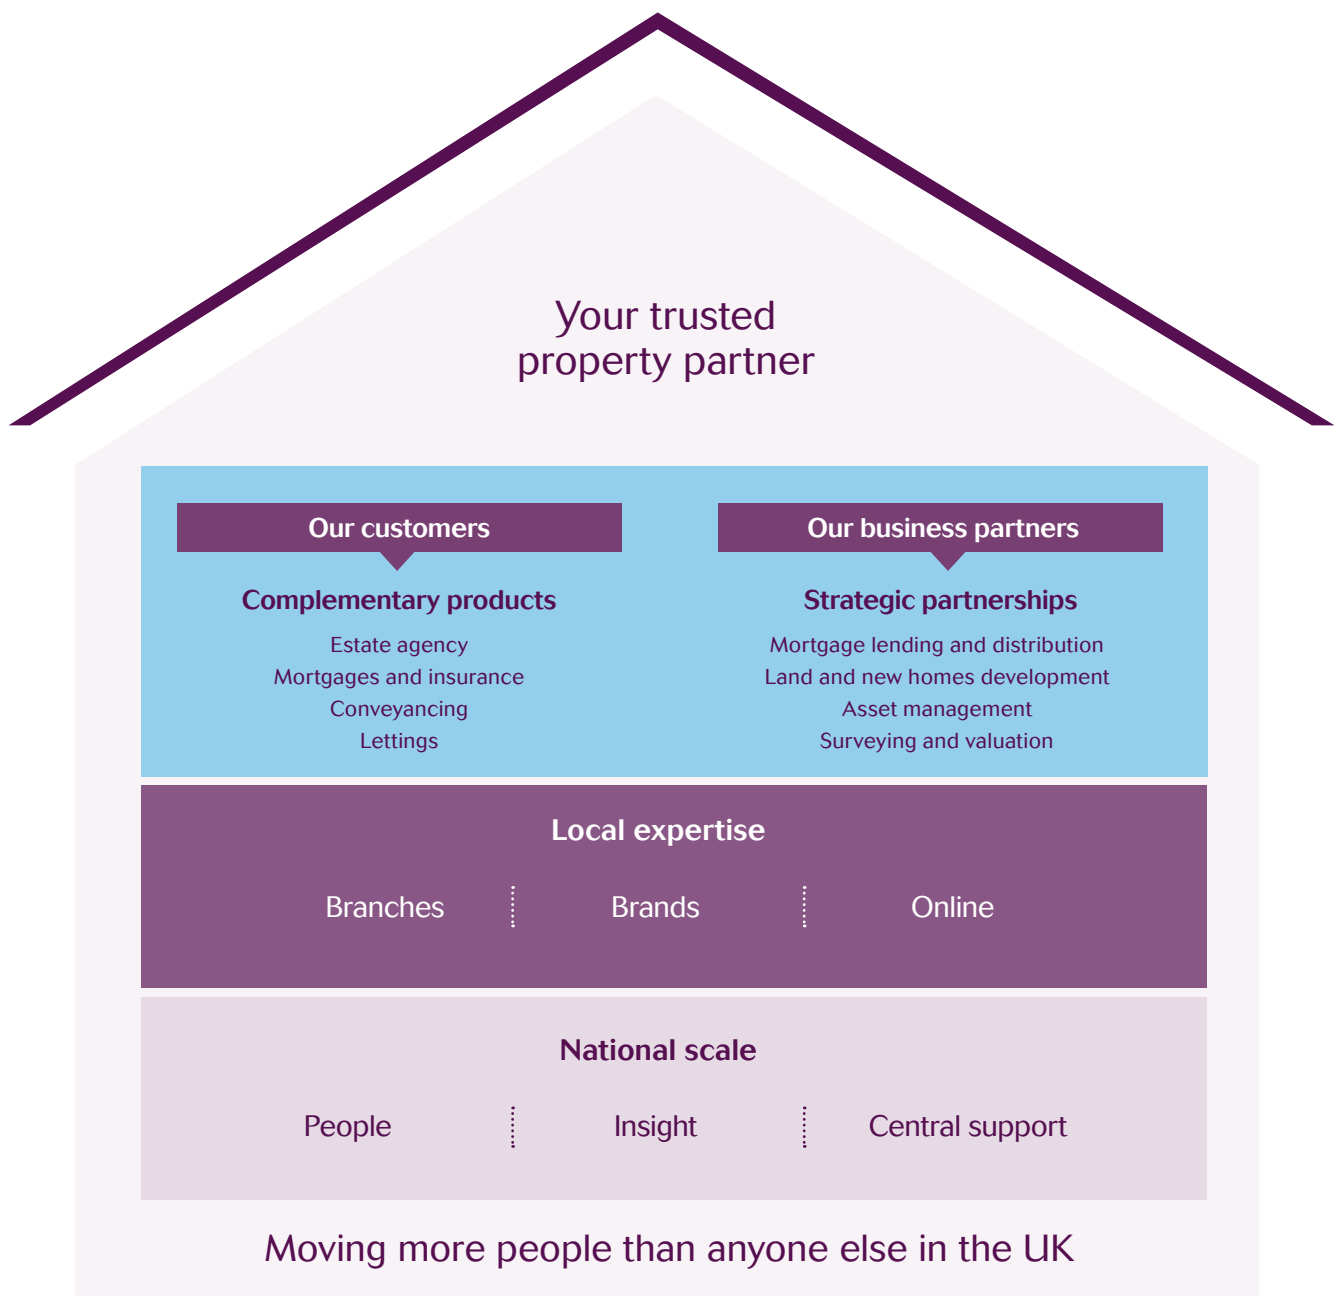 Your trusted
property partner
Our customers
Complementary products
Estate agency
Mortgages and insurance
Conveyancing
Lettings
Our business partners
Strategic partnerships
Mortgage lending and distribution
Land and new homes development
Asset management
Surveying and valuation
Local expertise
Branches
Brands
Online
National scale
People
Insight
Central support
Moving more people than anyone else in the UK